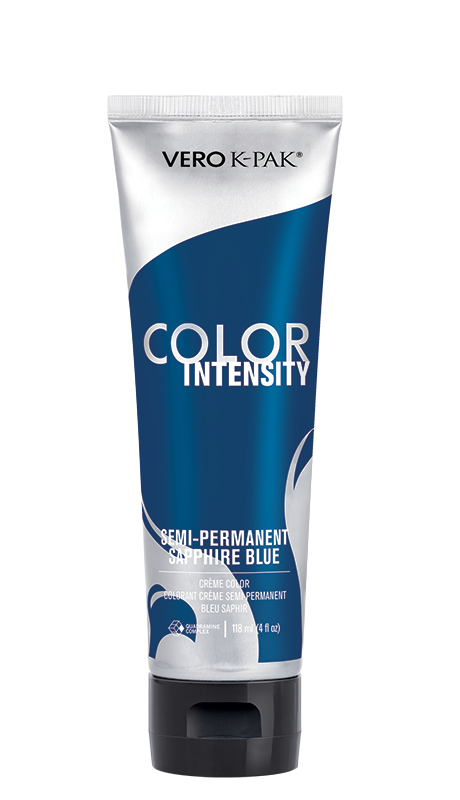 VERO K-PAK®
COLOR
INTENSITY
SEMI-PERMANENT
SAPPHIRE BLUE
CRÈME COLOR
COLORANT CRÈME SEMI-PERMANENT
BLEU SAPHIR
QUADRAMINE
COMPLEX
118 ml (4 fl oz)